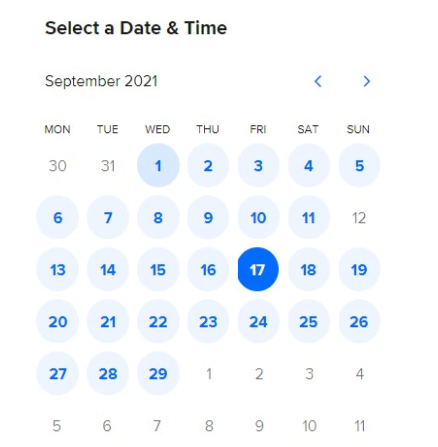 Select a Date & Time
September 2021
MON TUE WED THU FRI SAT SUN
30 31 1 2 3 4 5
6 7 8 9 10 11 12
13 14 15 16 17 18 19
20 21 22 23 24 25 26
27 28 29 1 2 3 4
5 6 7 8 9 10 11